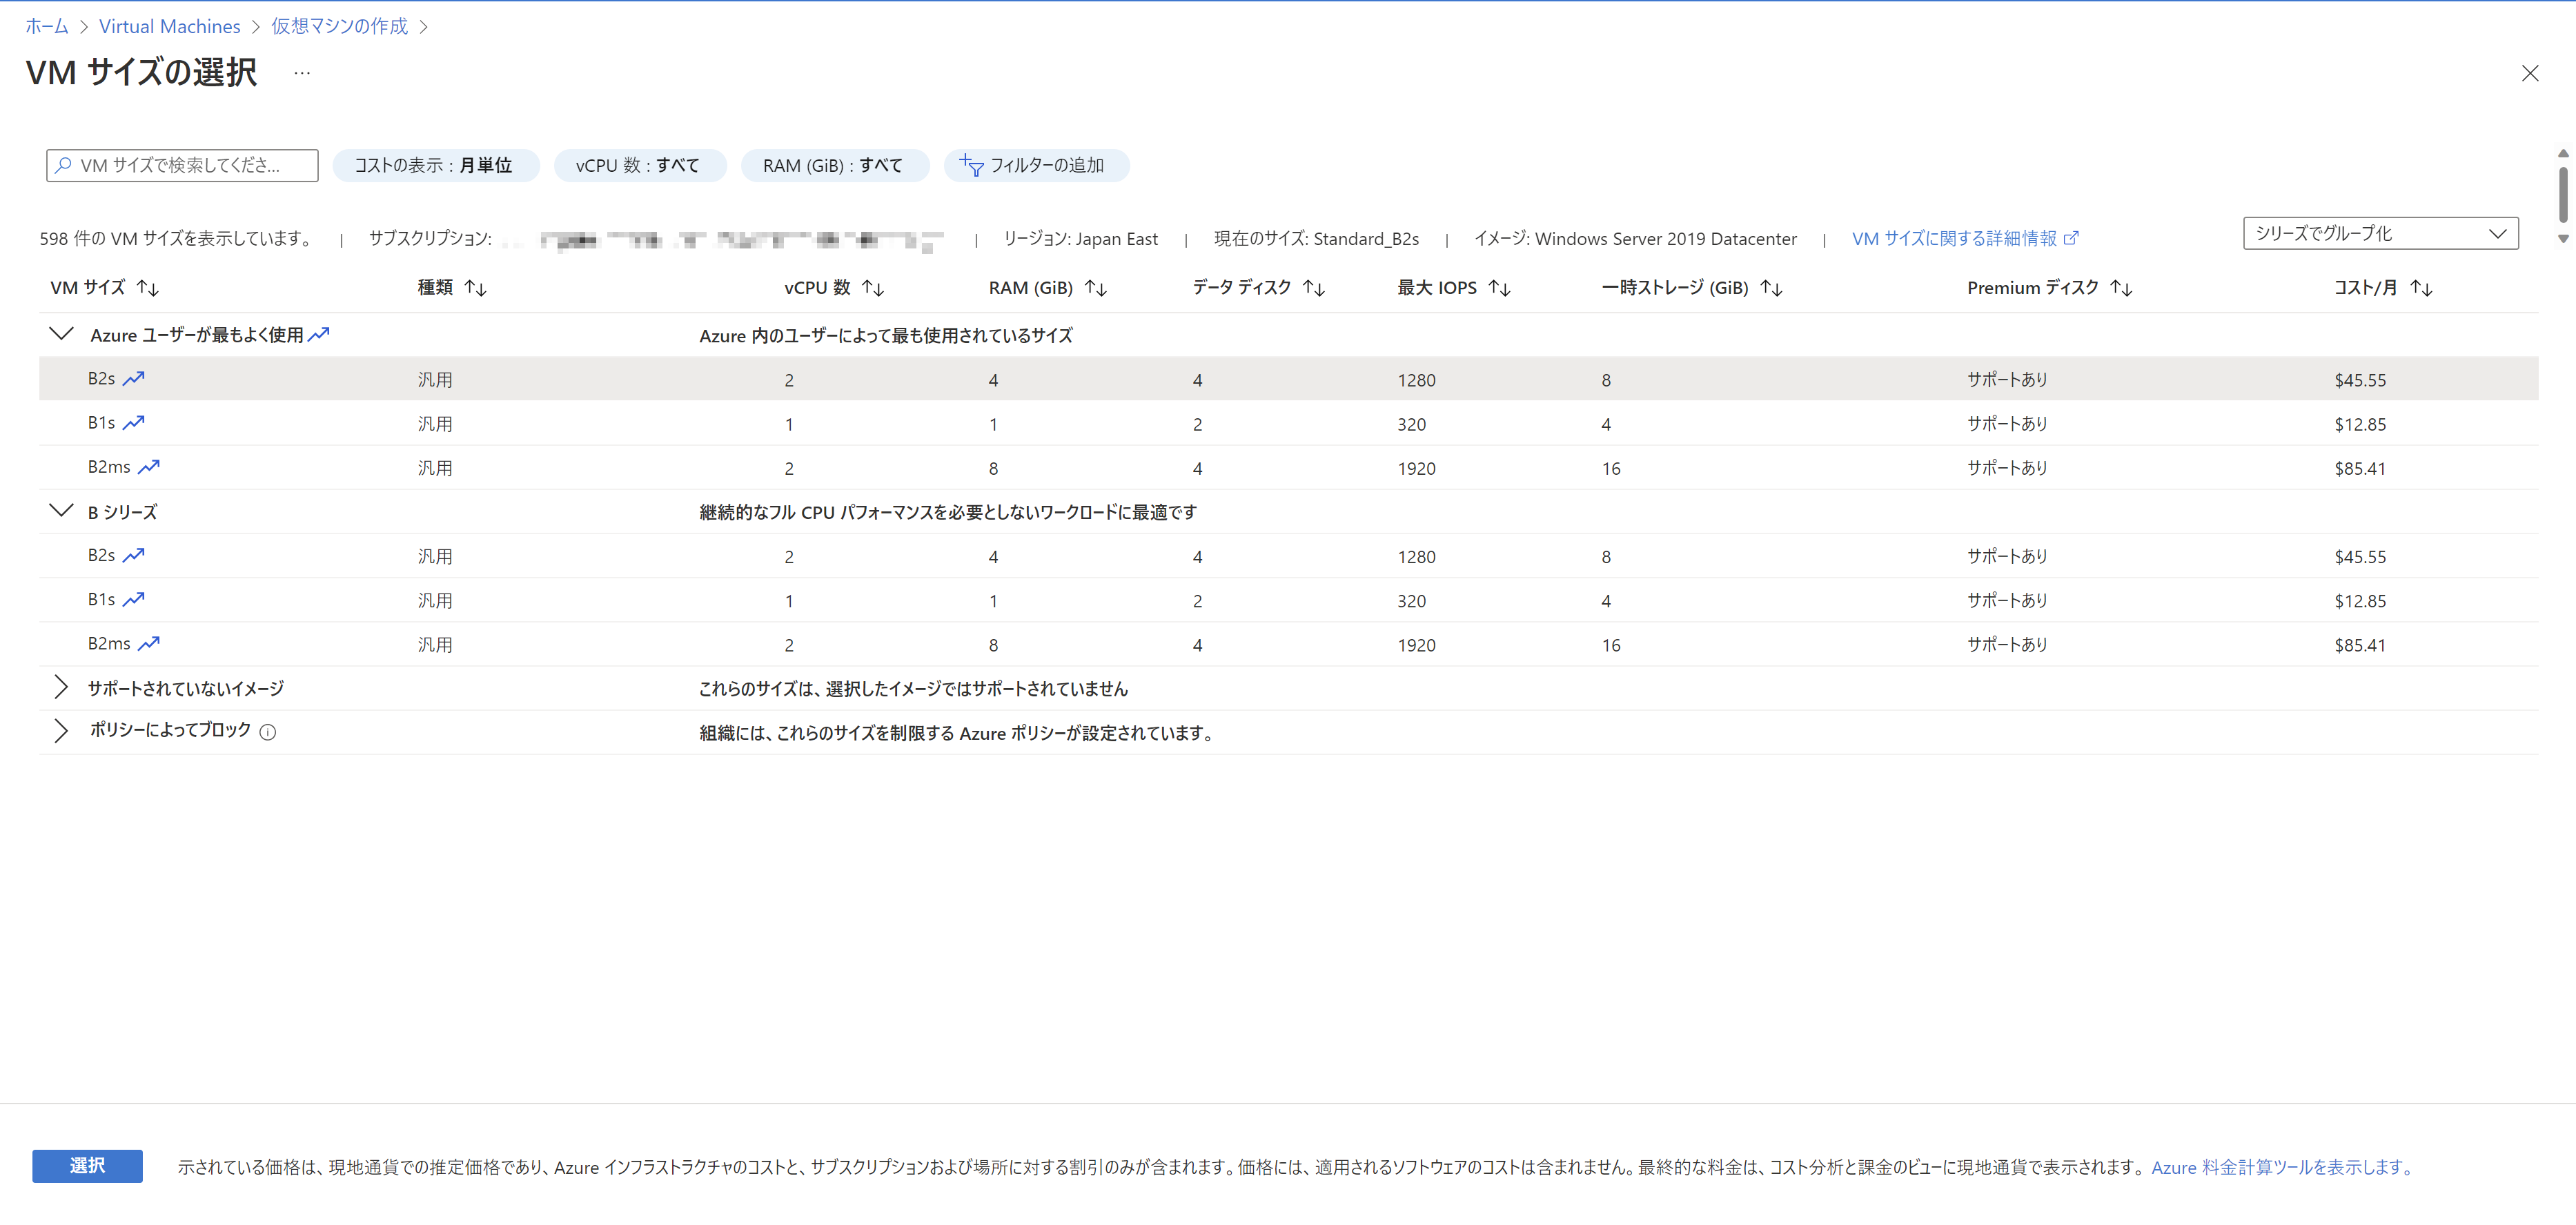 ホーム > Virtual Machines > 仮想マシンの作成 >
VM サイズの選択 …
VM サイズで検索してくださ... コストの表示 : 月単位 vCPU 数 : すべて RAM (GiB) : すべて フィルターの追加
598 件の VM サイズを表示しています。 | サブスクリプション: | リージョン: Japan East | 現在のサイズ: Standard_B2s | イメージ: Windows Server 2019 Datacenter | VM サイズに関する詳細情報 シリーズでグループ化
VM サイズ ↑↓ 種類 ↑↓ vCPU 数 ↑↓ RAM (GiB) ↑↓ データ ディスク ↑↓ 最大 IOPS ↑↓ 一時ストレージ (GiB) ↑↓ Premium ディスク ↑↓ コスト/月 ↑↓
Azure ユーザーが最もよく使用 Azure 内のユーザーによって最も使用されているサイズ
B2s 汎用 2 4 4 1280 8 サポートあり $45.55
B1s 汎用 1 1 2 320 4 サポートあり $12.85
B2ms 汎用 2 8 4 1920 16 サポートあり $85.41
B シリーズ 継続的なフル CPU パフォーマンスを必要としないワークロードに最適です
B2s 汎用 2 4 4 1280 8 サポートあり $45.55
B1s 汎用 1 1 2 320 4 サポートあり $12.85
B2ms 汎用 2 8 4 1920 16 サポートあり $85.41
サポートされていないイメージ これらのサイズは、選択したイメージではサポートされていません
ポリシーによってブロック 組織には、これらのサイズを制限する Azure ポリシーが設定されています。
選択 示されている価格は、現地通貨での推定価格であり、Azure インフラストラクチャのコストと、サブスクリプションおよび場所に対する割引のみが含まれます。価格には、適用されるソフトウェアのコストは含まれません。最終的な料金は、コスト分析と課金のビューに現地通貨で表示されます。 Azure 料金計算ツールを表示します。